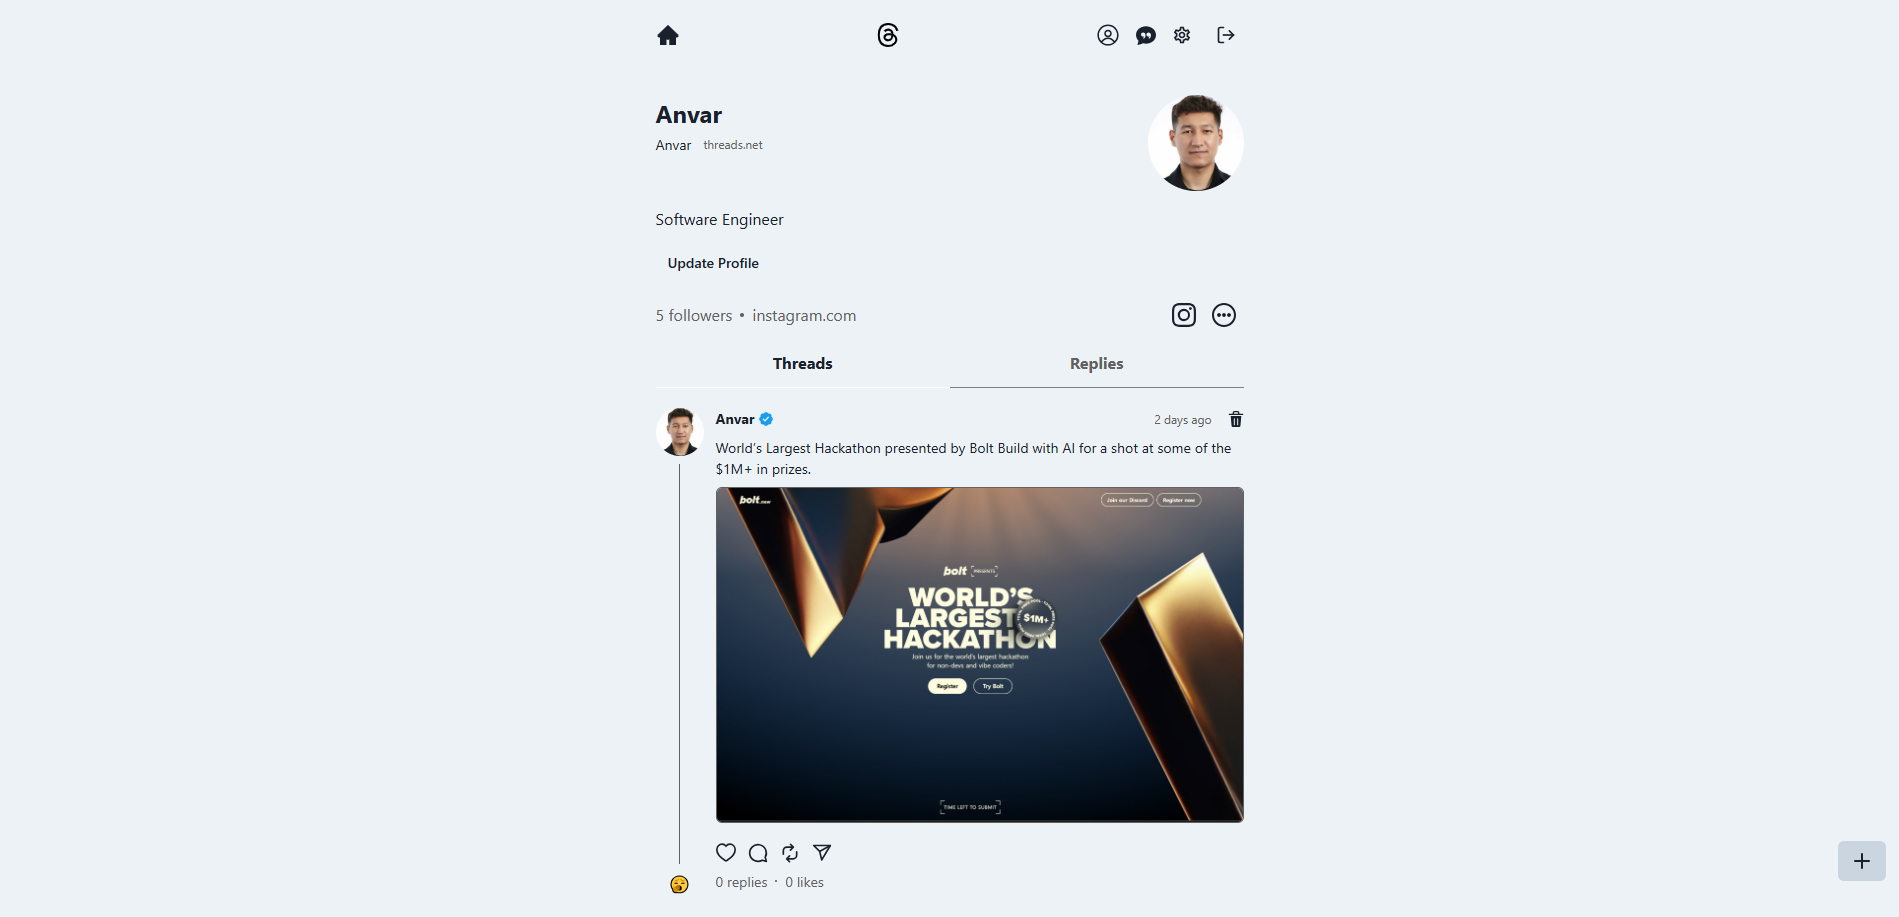 Anvar
Anvar threads.net
Software Engineer
Update Profile
5 followers • instagram.com
Threads Replies
Anvar 2 days ago
World’s Largest Hackathon presented by Bolt Build with AI for a shot at some of the
$1M+ in prizes.
bolt.new Join our Discord Register now
bolt PRESENTS
WORLD’S
LARGEST
HACKATHON
$1M+
Join us for the world's largest hackathon
for non-devs and vibe coders!
Register Try Bolt
TIME LEFT TO SUBMIT
0 replies · 0 likes